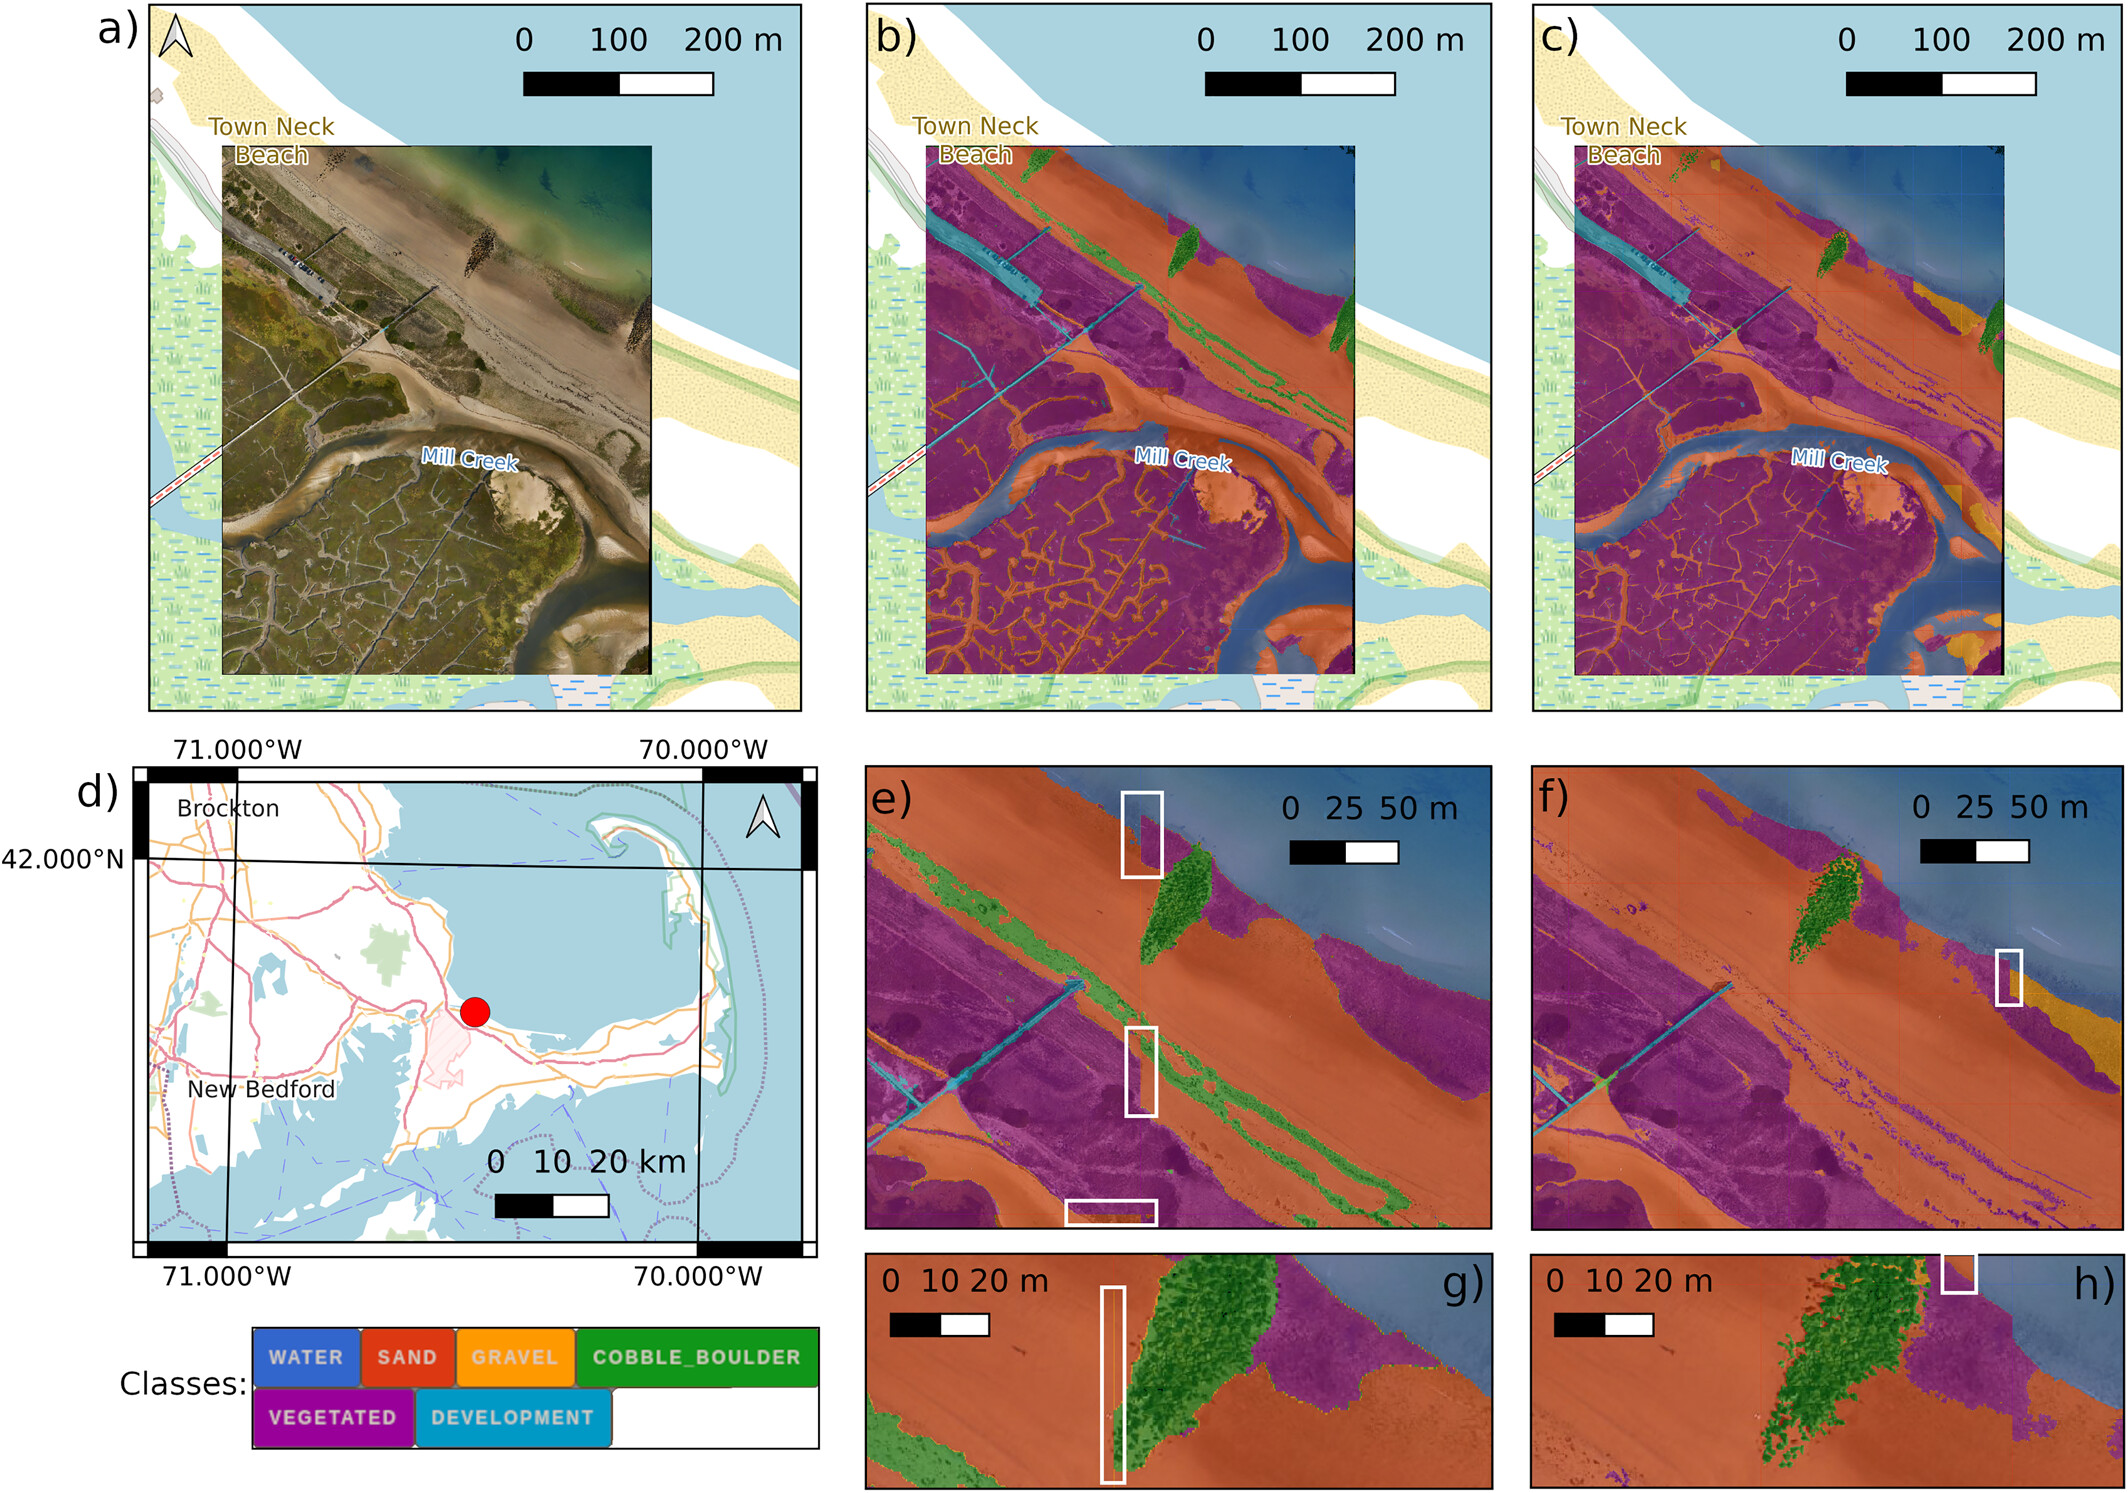 a)
0 100 200 m
Town Neck
Beach
Mill Creek
b)
0 100 200 m
Town Neck
Beach
Mill Creek
c)
0 100 200 m
Town Neck
Beach
Mill Creek
d)
71.000°W 70.000°W
42.000°N
Brockton
New Bedford
0 10 20 km
71.000°W 70.000°W
e)
0 25 50 m
f)
0 25 50 m
g)
0 10 20 m
h)
0 10 20 m
Classes:
WATER SAND GRAVEL COBBLE_BOULDER
VEGETATED DEVELOPMENT